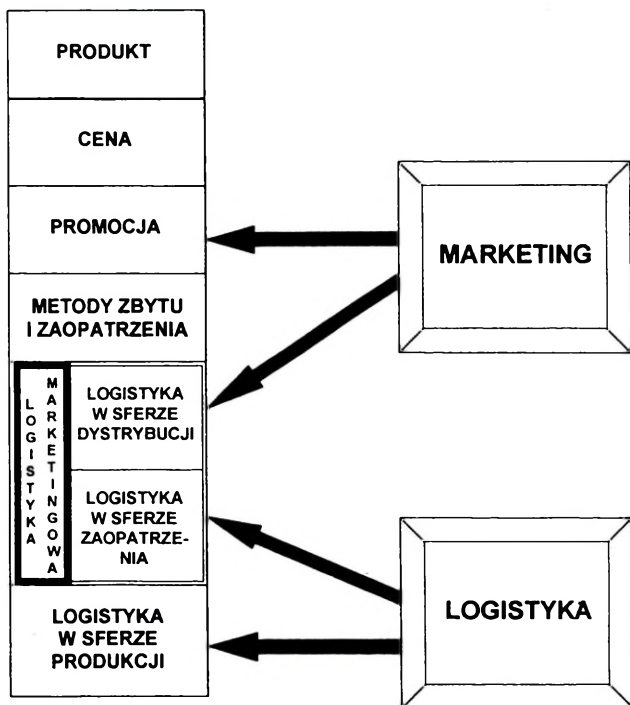 PRODUKT
CENA
PROMOCJA
METODY ZBYTU
I ZAOPATRZENIA
LOGISTYKA
MARKETINGOWA
LOGISTYKA
W SFERZE
DYSTRYBUCJI
LOGISTYKA
W SFERZE
ZAOPATRZE-
NIA
LOGISTYKA
W SFERZE
PRODUKCJI
MARKETING
LOGISTYKA